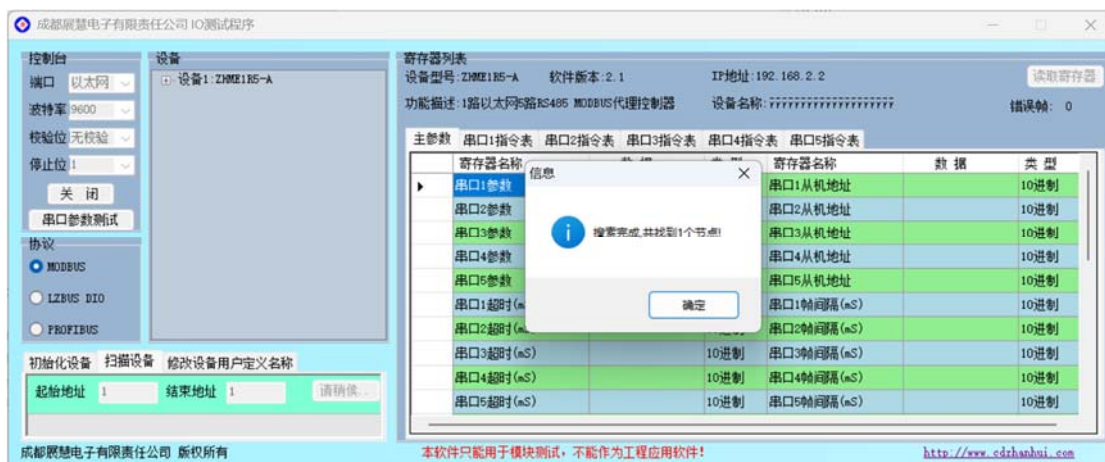 成都展慧电子有限责任公司 IO测试程序
控制台
端口 以太网
波特率 9600
校验位 无校验
停止位 1
关 闭
串口参数测试
协议
MODBUS
LZBUS DIO
PROFIBUS
设备
设备1:ZHME1R5-A
初始化设备 扫描设备 修改设备用户定义名称
起始地址 1 结束地址 1 请稍侯..
寄存器列表
设备型号:ZHME1R5-A 软件版本:2.1 IP地址:192.168.2.2 读取寄存器
功能描述:1路以太网5路RS485 MODBUS代理控制器 设备名称: 错误帧: 0
主参数 串口1指令表 串口2指令表 串口3指令表 串口4指令表 串口5指令表
寄存器名称 寄存器名称 数 据 类 型
串口1参数 串口1从机地址 10进制
串口2参数 串口2从机地址 10进制
串口3参数 串口3从机地址 10进制
串口4参数 串口4从机地址 10进制
串口5参数 串口5从机地址 10进制
串口1超时 串口1帧间隔(mS) 10进制
串口2超时 串口2帧间隔(mS) 10进制
串口3超时(mS) 10进制 串口3帧间隔(mS) 10进制
串口4超时(mS) 10进制 串口4帧间隔(mS) 10进制
串口5超时(mS) 10进制 串口5帧间隔(mS) 10进制
信息
搜索完成,共找到1个节点!
确定
成都展慧电子有限责任公司 版权所有 本软件只能用于模块测试，不能作为工程应用软件! http://www.cdzhanhui.com